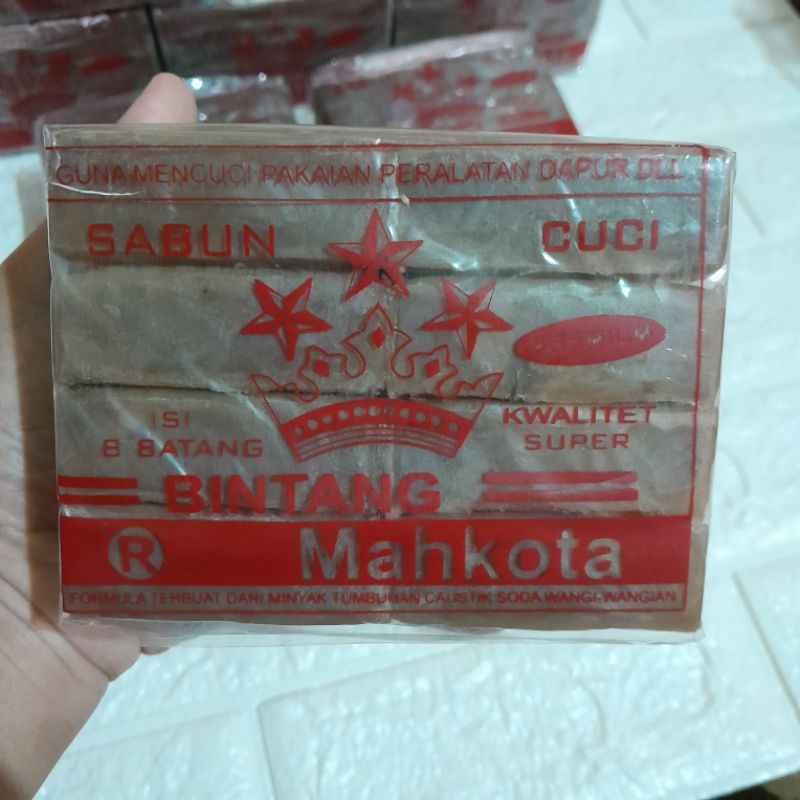 GUNA MENCUCI PAKAIAN PERALATAN DAPUR DLL
SABUN CUCI
ISI
8 BATANG
KWALITET
SUPER
BINTANG
R Mahkota
FORMULA TERBUAT DARI MINYAK TUMBUHAN CAUSTIK SODA WANGI-WANGIAN